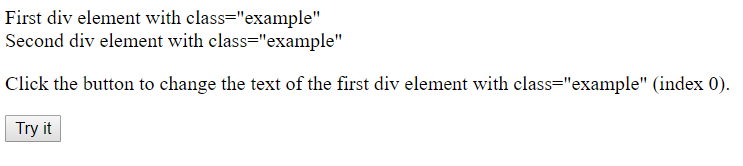 First div element with class="example"
Second div element with class="example"
Click the button to change the text of the first div element with class="example" (index 0).
Try it